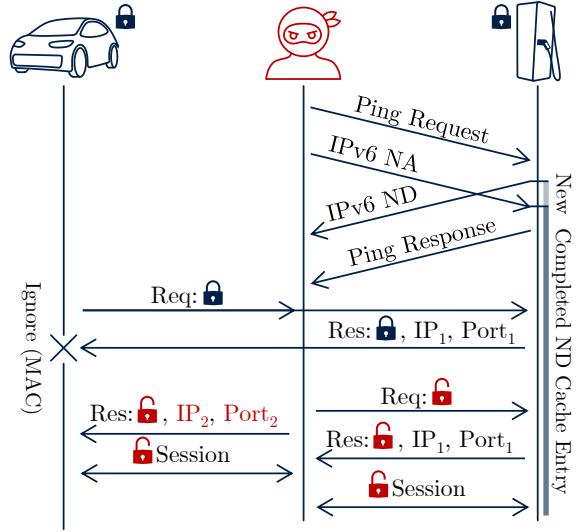 Ping Request
IPv6 NA
IPv6 ND
Ping Response
New Completed ND Cache Entry
Ignore (MAC)
Req:
Res: , IP₁, Port₁
Req:
Res: , IP₂, Port₂
Res: , IP₁, Port₁
Session
Session